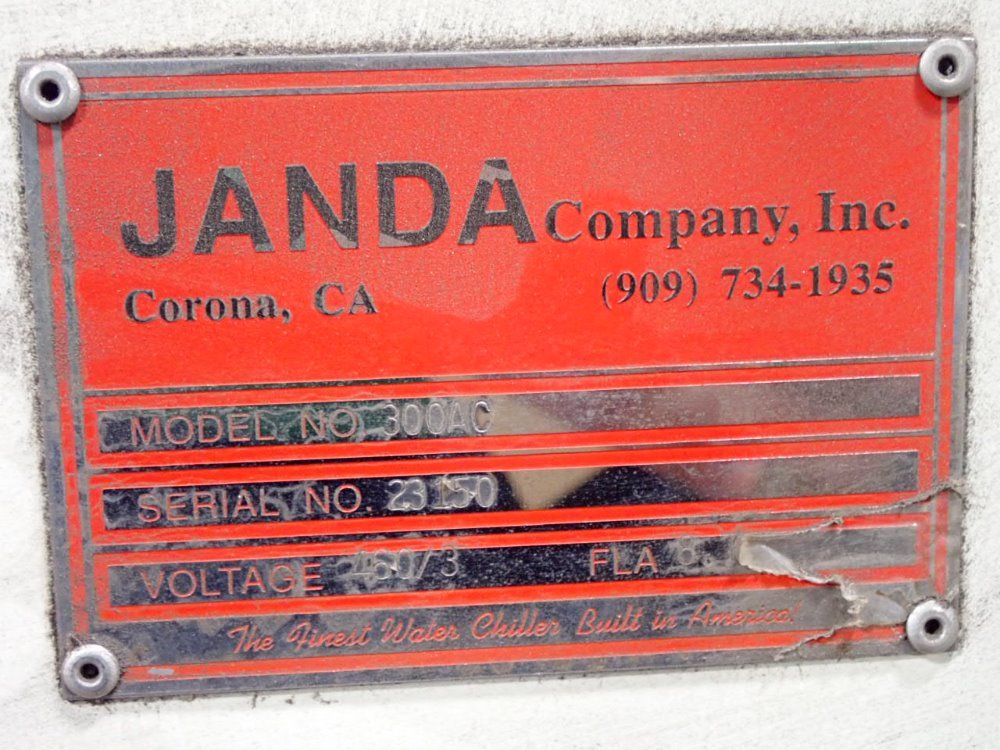 JANDA Company, Inc.
Corona, CA (909) 734-1935
MODEL NO. 300AC
SERIAL NO. 23150
VOLTAGE 460/3 FLA
The Finest Water Chiller Built in America!